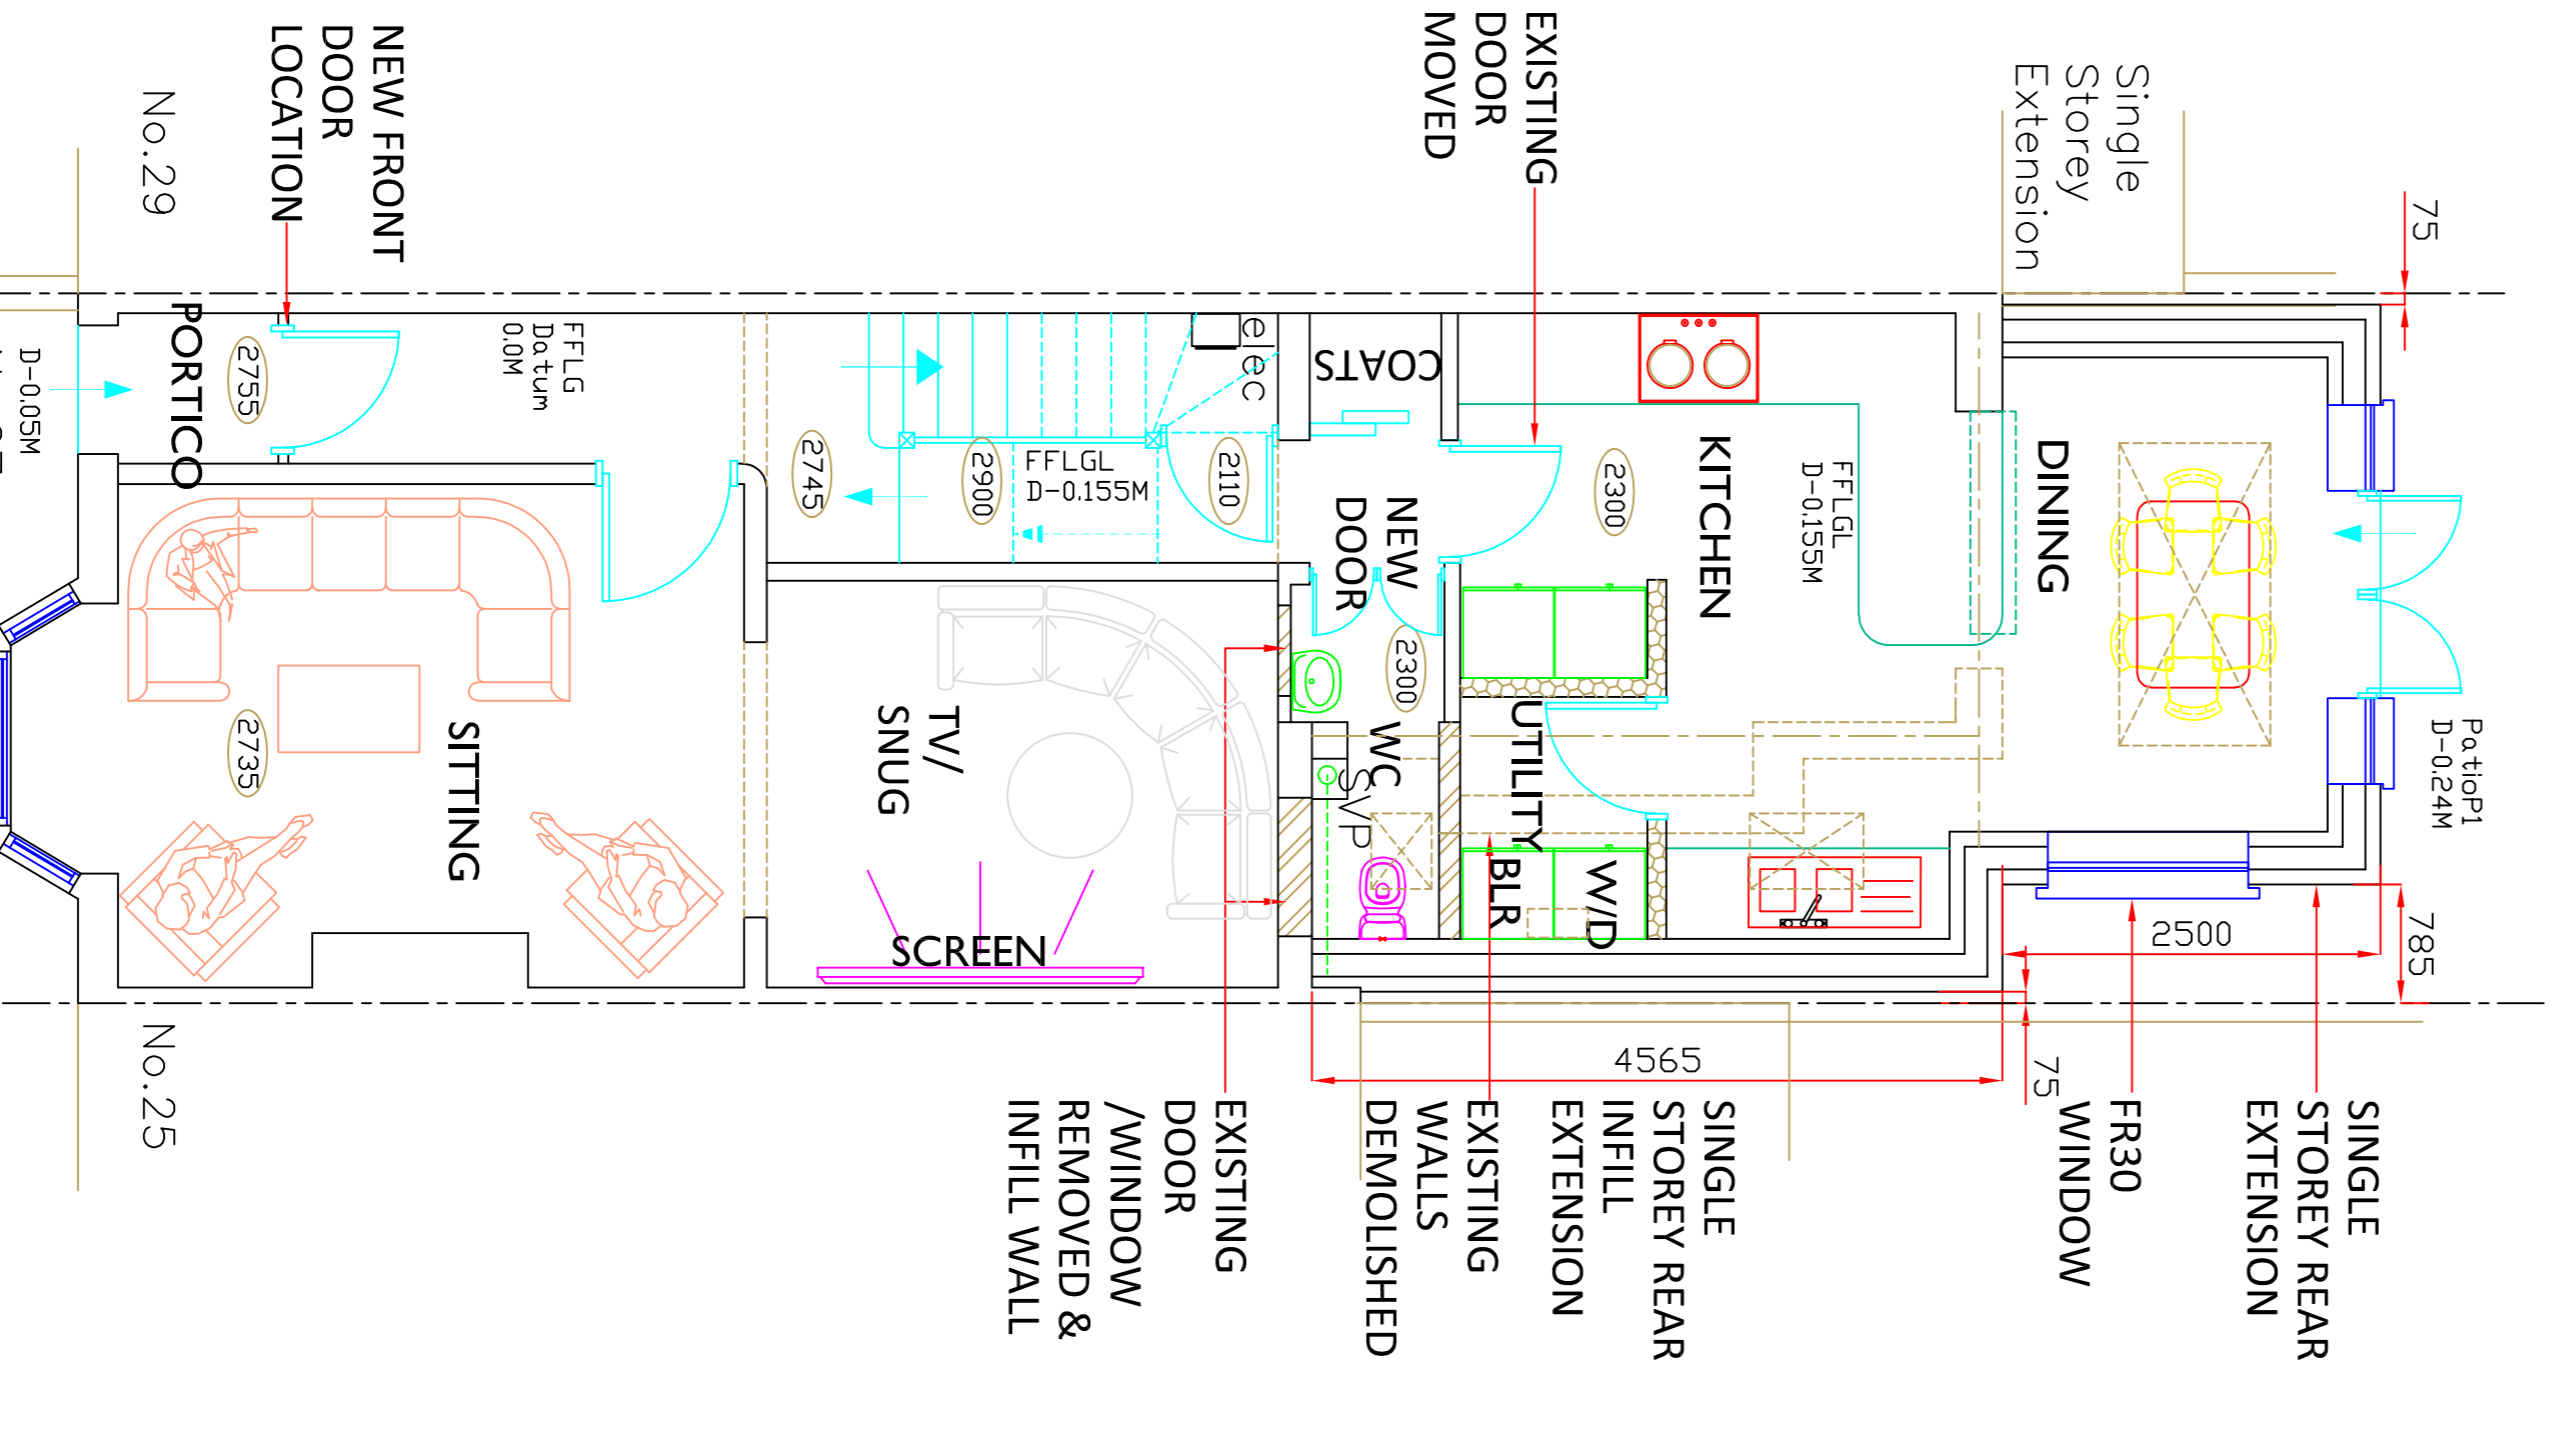 NEW FRONT
DOOR
LOCATION
No.29
EXISTING
DOOR
MOVED
Single
Storey
Extension
75
PORTICO
2755
D-0.05M
FFLG
Datum
0.0M
elec
COATS
2745
2900
FFLGL
D-0.155M
2110
NEW
DOOR
2300
KITCHEN
FFLGL
D-0.155M
DINING
PatioP1
D-0.24M
2300
WC
SVP
UTILITY
BLR
W/D
SITTING
2735
TV/
SNUG
SCREEN
2500
785
4565
75
No.25
EXISTING
DOOR
/WINDOW
REMOVED &
INFILL WALL
EXISTING
WALLS
DEMOLISHED
SINGLE
STOREY REAR
INFILL
EXTENSION
FR30
WINDOW
SINGLE
STOREY REAR
EXTENSION